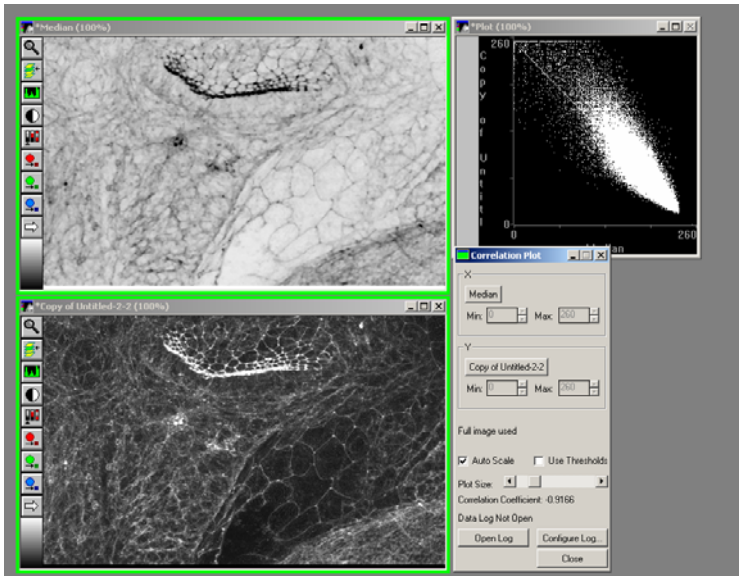 *Median (100%)
*Plot (100%)
260
Copy of Untitl
0
0
260
Correlation Plot
X
Median
Min: 0 Max: 260
Y
Copy of Untitled-2-2
Min: 0 Max: 260
Full image used
Auto Scale Use Thresholds
Plot Size:
Correlation Coefficient: -0.9166
Data Log Not Open
Open Log Configure Log...
Close
*Copy of Untitled-2-2 (100%)